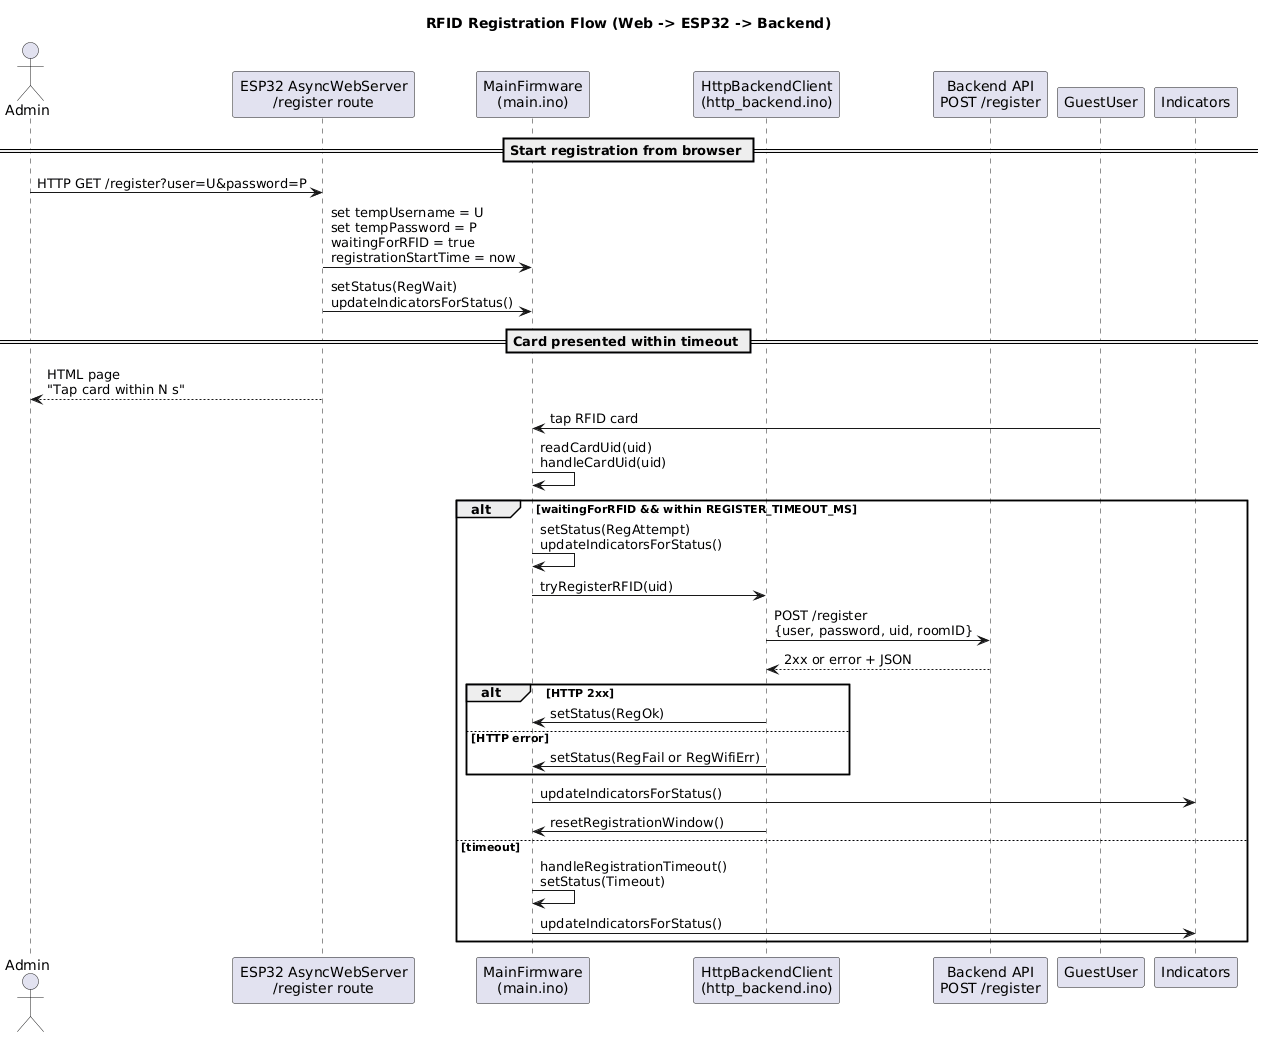 RFID Registration Flow (Web -> ESP32 -> Backend)
Admin
ESP32 AsyncWebServer
/register route
MainFirmware
(main.ino)
HttpBackendClient
(http_backend.ino)
Backend API
POST /register
GuestUser
Indicators
Start registration from browser
HTTP GET /register?user=U&password=P
set tempUsername = U
set tempPassword = P
waitingForRFID = true
registrationStartTime = now
setStatus(RegWait)
updateIndicatorsForStatus()
Card presented within timeout
HTML page
"Tap card within N s"
tap RFID card
readCardUid(uid)
handleCardUid(uid)
alt
[waitingForRFID && within REGISTER_TIMEOUT_MS]
setStatus(RegAttempt)
updateIndicatorsForStatus()
tryRegisterRFID(uid)
POST /register
{user, password, uid, roomID}
2xx or error + JSON
alt
[HTTP 2xx]
setStatus(RegOk)
[HTTP error]
setStatus(RegFail or RegWifiErr)
updateIndicatorsForStatus()
resetRegistrationWindow()
[timeout]
handleRegistrationTimeout()
setStatus(Timeout)
updateIndicatorsForStatus()
Admin
ESP32 AsyncWebServer
/register route
MainFirmware
(main.ino)
HttpBackendClient
(http_backend.ino)
Backend API
POST /register
GuestUser
Indicators